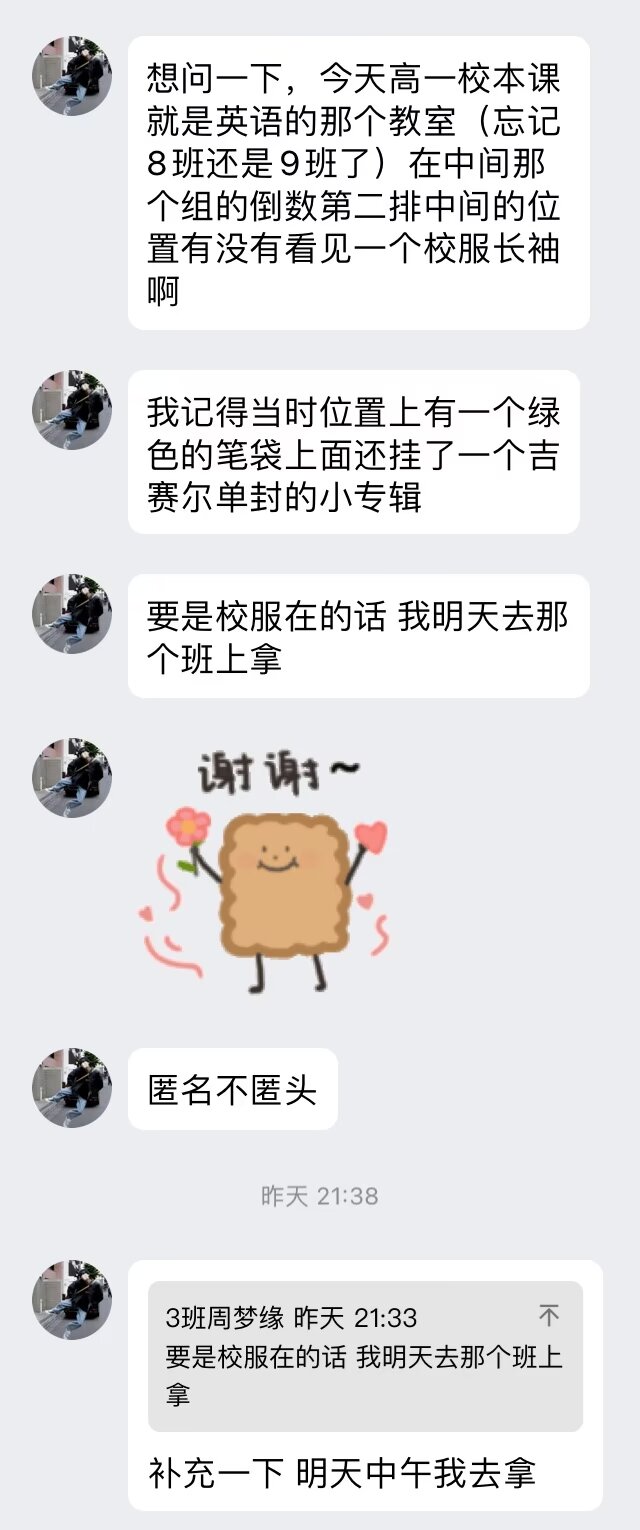 想问一下，今天高一校本课
就是英语的那个教室（忘记
8班还是9班了）在中间那
个组的倒数第二排中间的位
置有没有看见一个校服长袖
啊
我记得当时位置上有一个绿
色的笔袋上面还挂了一个吉
赛尔单封的小专辑
要是校服在的话 我明天去那
个班上拿
谢谢~
匿名不匿头
昨天 21:38
3班周梦缘 昨天 21:33
要是校服在的话 我明天去那个班上
拿
补充一下 明天中午我去拿